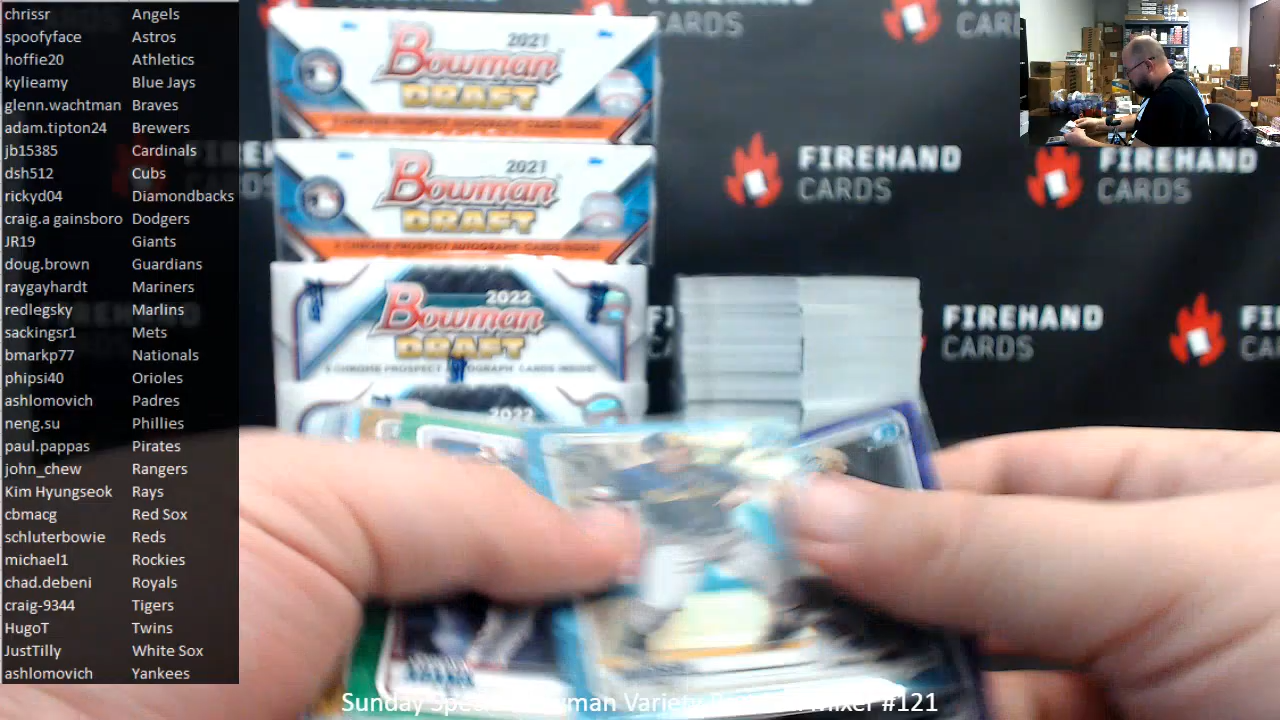 chrissr Angels
spoofyface Astros
hoffie20 Athletics
kylieamy Blue Jays
glenn.wachtman Braves
adam.tipton24 Brewers
jb15385 Cardinals
dsh512 Cubs
rickyd04 Diamondbacks
craig.a gainsboro Dodgers
JR19 Giants
doug.brown Guardians
raygayhardt Mariners
redlegsky Marlins
sackingsr1 Mets
bmarkp77 Nationals
phipsi40 Orioles
ashlomovich Padres
neng.su Phillies
paul.pappas Pirates
john_chew Rangers
Kim Hyungseok Rays
cbmacg Red Sox
schluterbowie Reds
michael1 Rockies
chad.debeni Royals
craig-9344 Tigers
HugoT Twins
JustTilly White Sox
ashlomovich Yankees
2021
Bowman
DRAFT
2021
Bowman
DRAFT
2022
Bowman
DRAFT
2022
CARDS
FIREHAND
CARDS
FIREHAND
CARDS
FIREHAND
CARDS
Sunday Variety #121